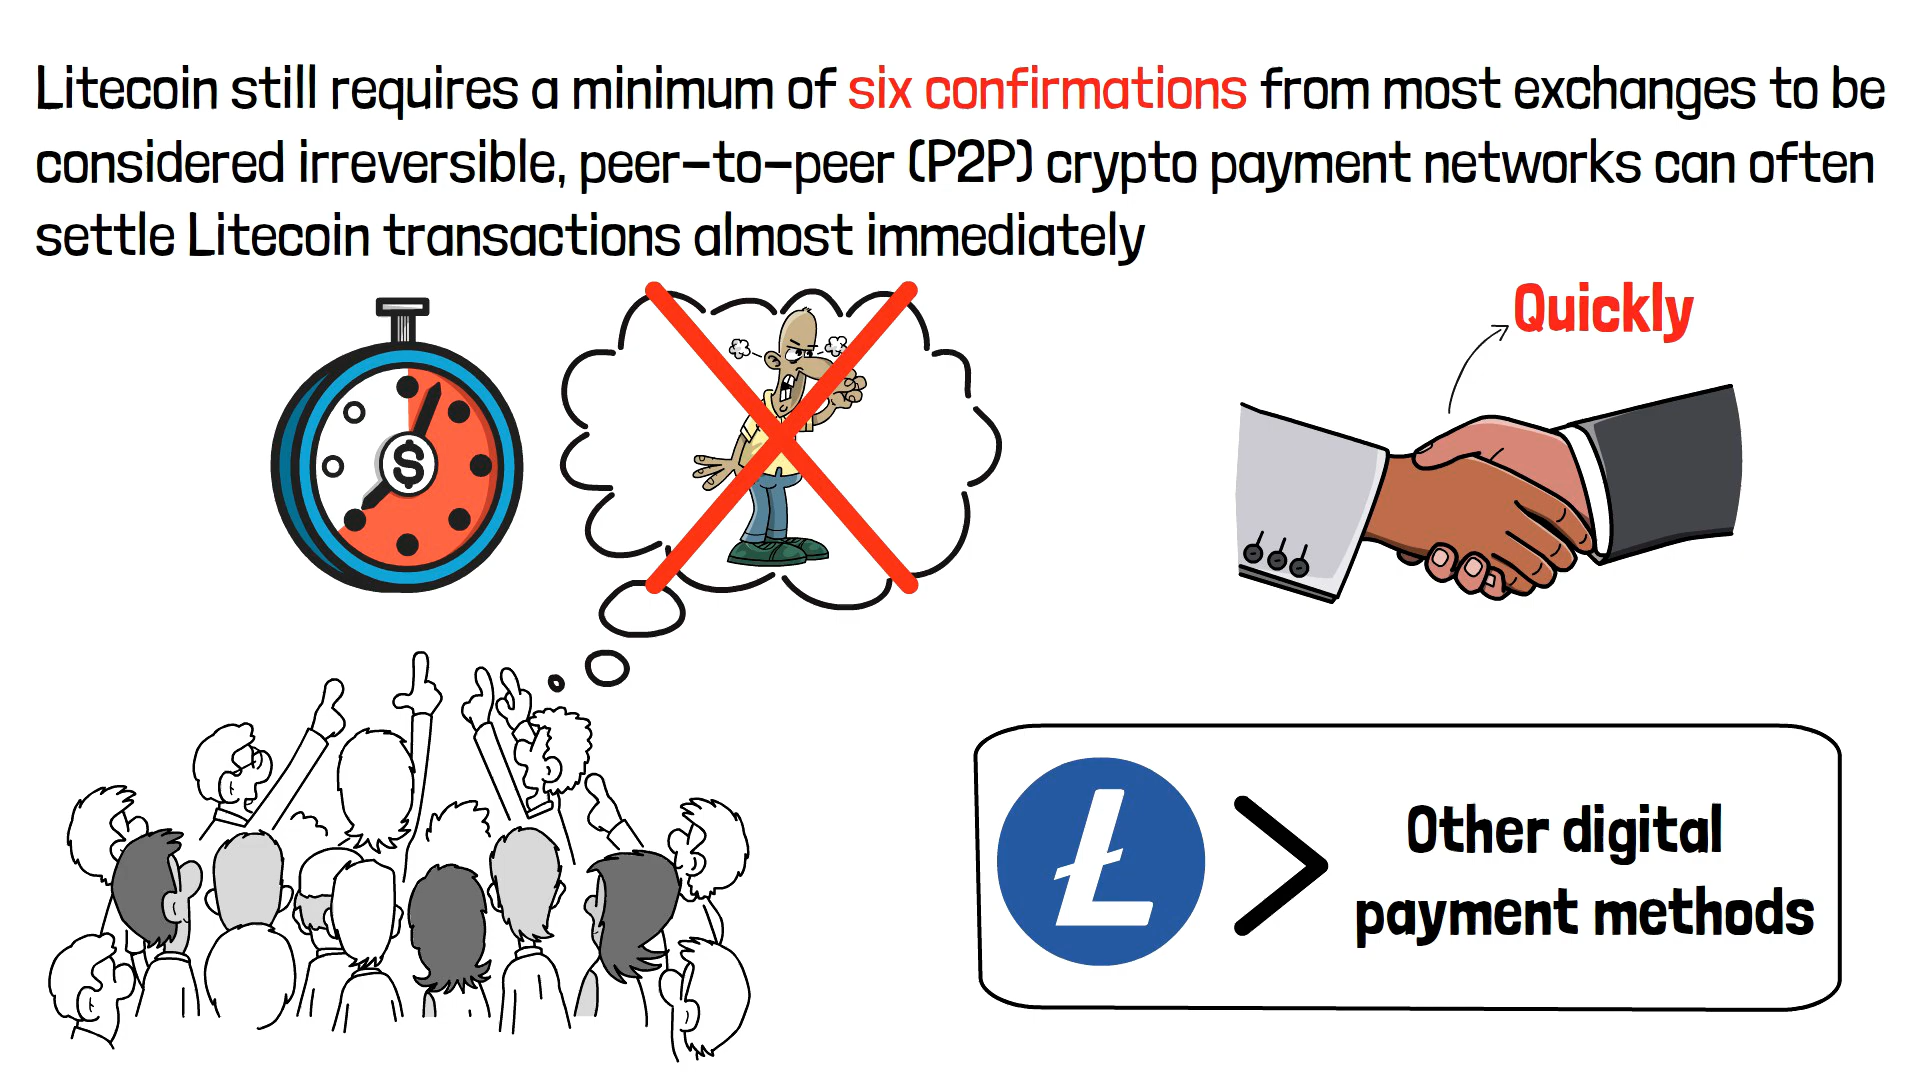 Litecoin still requires a minimum of six confirmations from most exchanges to be
considered irreversible, peer-to-peer (P2P) crypto payment networks can often
settle Litecoin transactions almost immediately
Quickly
$
Ł > Other digital
payment methods